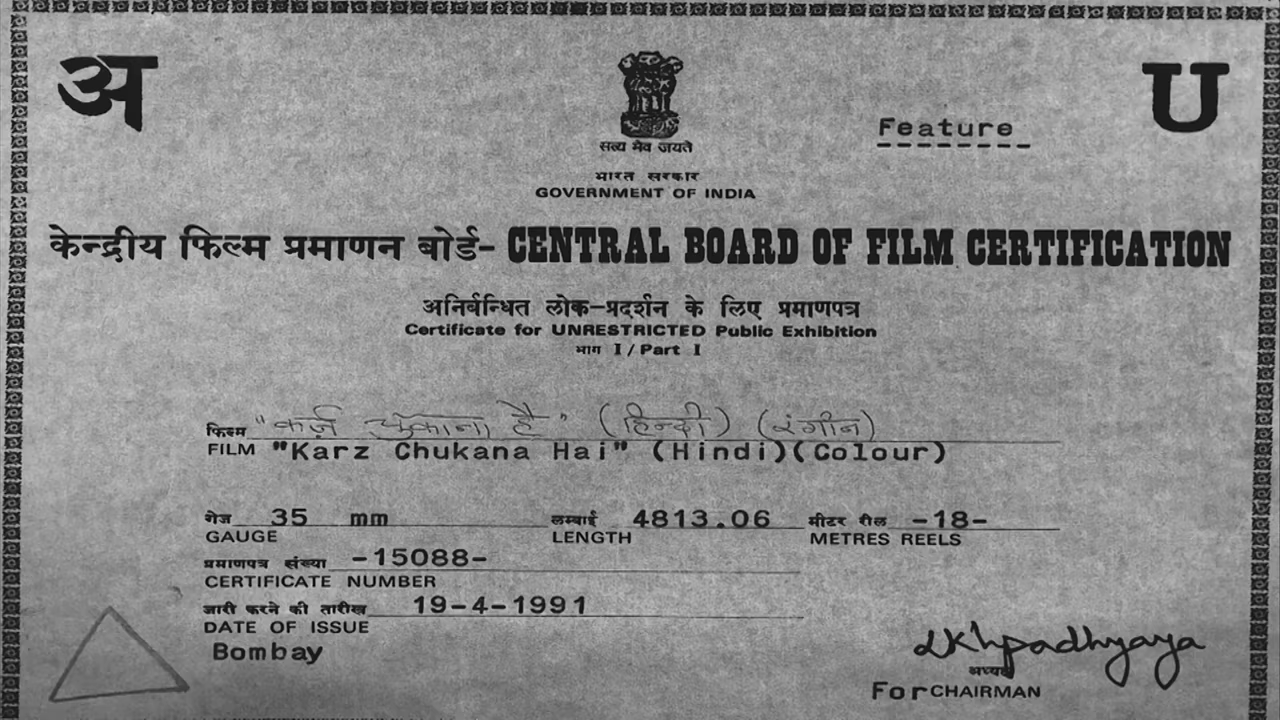 अ
U
Feature
सत्य मेव जयते
भारत सरकार
GOVERNMENT OF INDIA
केन्द्रीय फिल्म प्रमाणन बोर्ड- CENTRAL BOARD OF FILM CERTIFICATION
अनिर्बन्धित लोक-प्रदर्शन के लिए प्रमाणपत्र
Certificate for UNRESTRICTED Public Exhibition
भाग I / Part I
फिल्म "कर्ज़ चुकाना है" (हिन्दी) (रंगीन)
FILM "Karz Chukana Hai" (Hindi)(Colour)
गेज 35 mm लम्बाई 4813.06 मीटर रील -18-
GAUGE LENGTH METRES REELS
प्रमाणपत्र संख्या -15088-
CERTIFICATE NUMBER
जारी करने की तारीख 19-4-1991
DATE OF ISSUE
Bombay
For CHAIRMAN